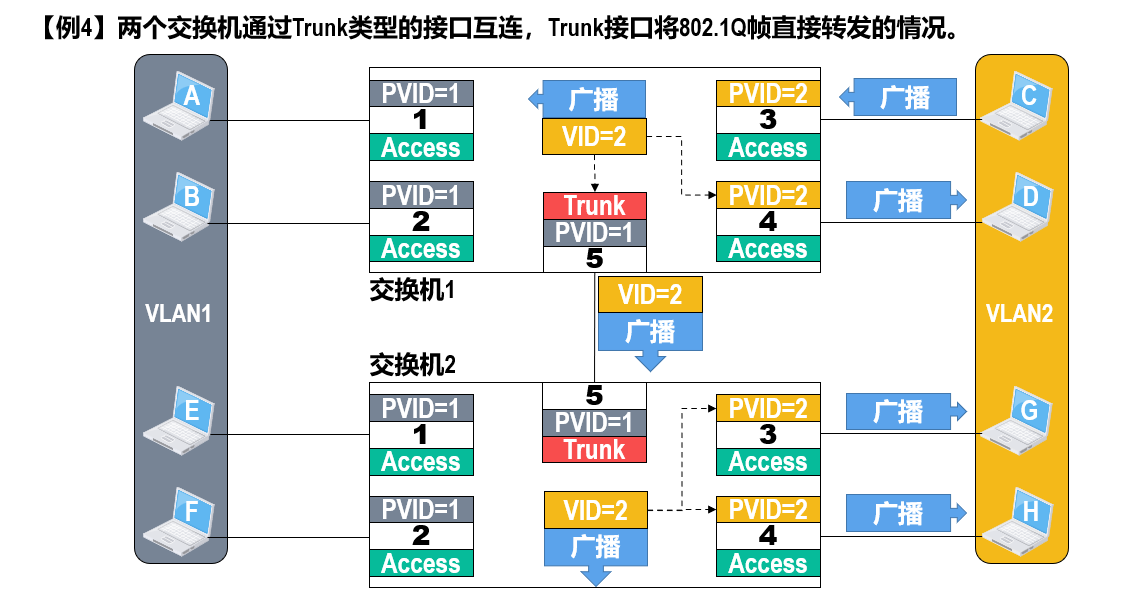 【例4】两个交换机通过Trunk类型的接口互连，Trunk接口将802.1Q帧直接转发的情况。
A
PVID=1
1
Access
广播
VID=2
PVID=2
3
Access
广播
C
B
PVID=1
2
Access
Trunk
PVID=1
5
PVID=2
4
Access
广播
D
交换机1
VLAN1
VID=2
广播
VLAN2
交换机2
E
PVID=1
1
Access
5
PVID=1
Trunk
PVID=2
3
Access
广播
G
F
PVID=1
2
Access
VID=2
广播
PVID=2
4
Access
广播
H